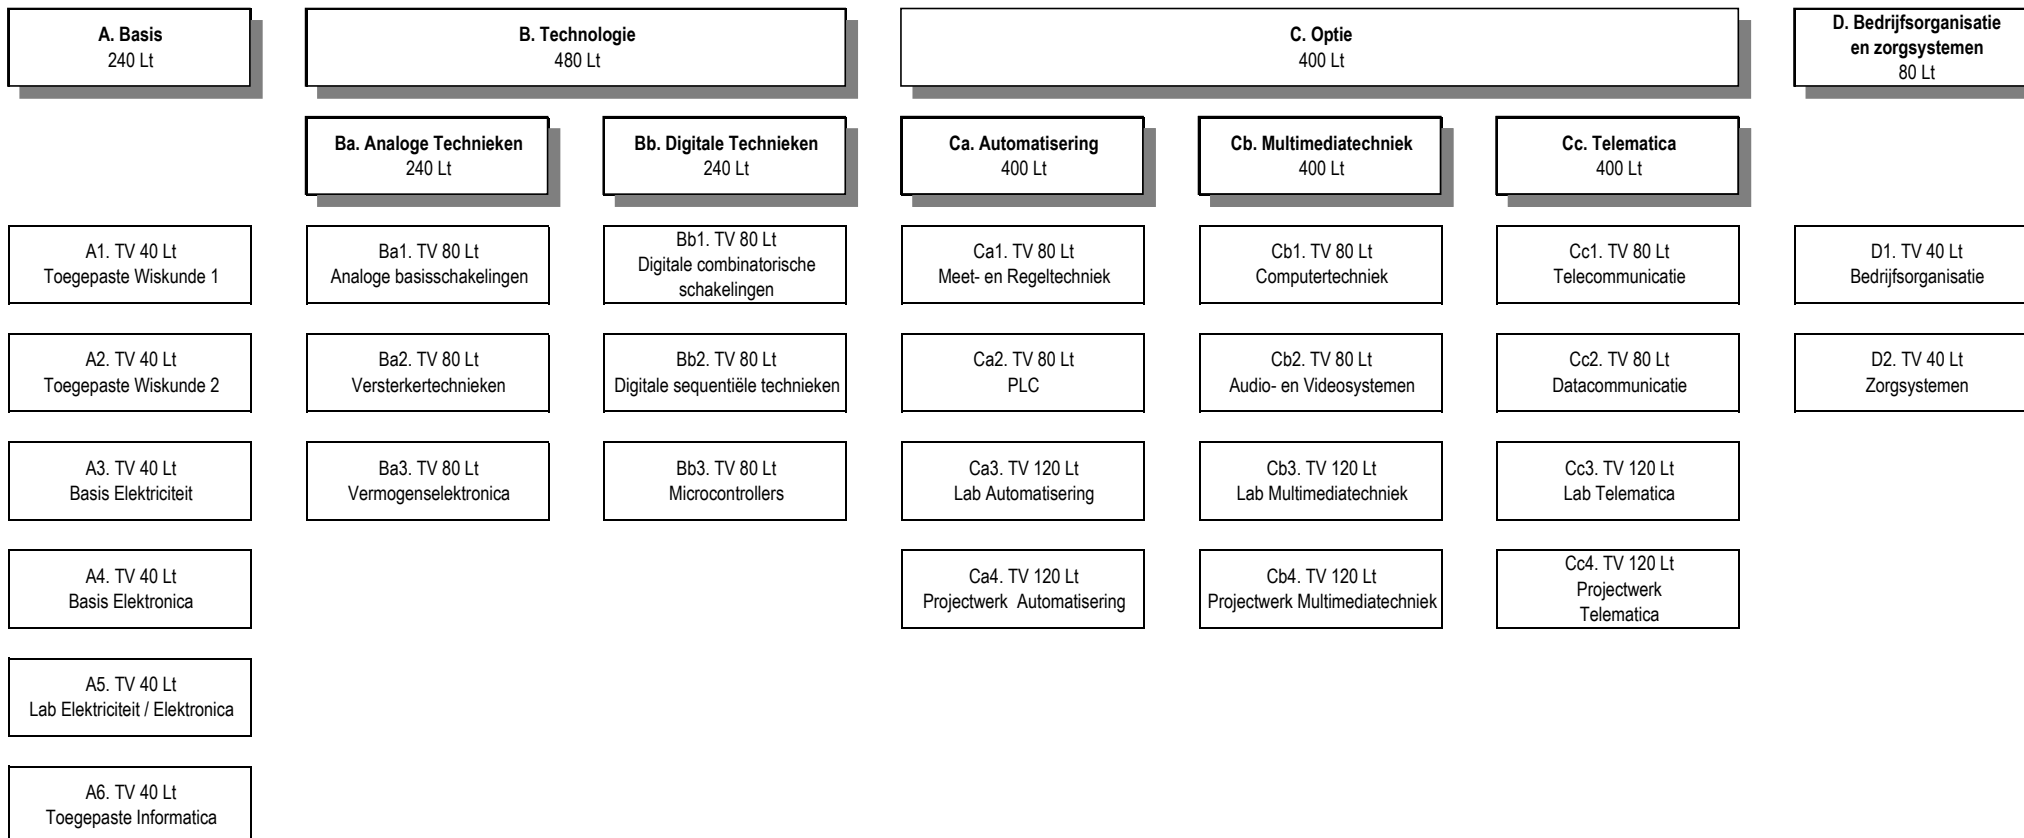 A. Basis
240 Lt
B. Technologie
480 Lt
C. Optie
400 Lt
D. Bedrijfsorganisatie
en zorgsystemen
80 Lt
Ba. Analoge Technieken
240 Lt
Bb. Digitale Technieken
240 Lt
Ca. Automatisering
400 Lt
Cb. Multimediatechniek
400 Lt
Cc. Telematica
400 Lt
A1. TV 40 Lt
Toegepaste Wiskunde 1
Ba1. TV 80 Lt
Analoge basisschakelingen
Bb1. TV 80 Lt
Digitale combinatorische
schakelingen
Ca1. TV 80 Lt
Meet- en Regeltechniek
Cb1. TV 80 Lt
Computertechniek
Cc1. TV 80 Lt
Telecommunicatie
D1. TV 40 Lt
Bedrijfsorganisatie
A2. TV 40 Lt
Toegepaste Wiskunde 2
Ba2. TV 80 Lt
Versterkertechnieken
Bb2. TV 80 Lt
Digitale sequentiële technieken
Ca2. TV 80 Lt
PLC
Cb2. TV 80 Lt
Audio- en Videosystemen
Cc2. TV 80 Lt
Datacommunicatie
D2. TV 40 Lt
Zorgsystemen
A3. TV 40 Lt
Basis Elektriciteit
Ba3. TV 80 Lt
Vermogenselektronica
Bb3. TV 80 Lt
Microcontrollers
Ca3. TV 120 Lt
Lab Automatisering
Cb3. TV 120 Lt
Lab Multimediatechniek
Cc3. TV 120 Lt
Lab Telematica
A4. TV 40 Lt
Basis Elektronica
Ca4. TV 120 Lt
Projectwerk  Automatisering
Cb4. TV 120 Lt
Projectwerk Multimediatechniek
Cc4. TV 120 Lt
Projectwerk
Telematica
A5. TV 40 Lt
Lab Elektriciteit / Elektronica
A6. TV 40 Lt
Toegepaste Informatica